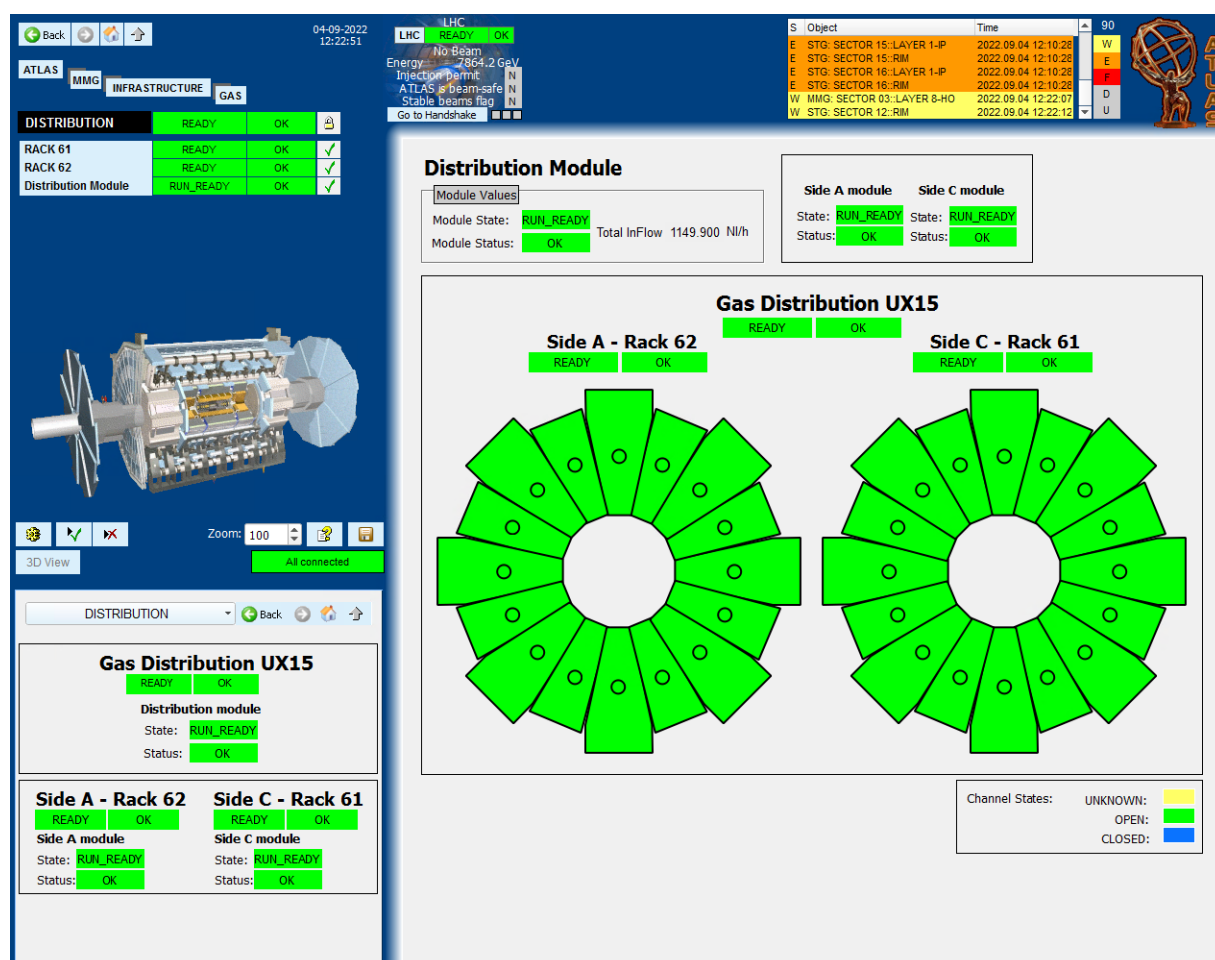 Back
04-09-2022
12:22:51
ATLAS
MMG
INFRASTRUCTURE
GAS
DISTRIBUTION READY OK
RACK 61 READY OK
RACK 62 READY OK
Distribution Module RUN_READY OK
LHC
LHC READY OK
No Beam
Energy 7864.2 GeV
Injection permit N
ATLAS is beam-safe N
Stable beams flag N
Go to Handshake
S Object Time
E STG: SECTOR 15::LAYER 1-IP 2022.09.04 12:10:28
E STG: SECTOR 15::RIM 2022.09.04 12:10:28
E STG: SECTOR 16::LAYER 1-IP 2022.09.04 12:10:28
E STG: SECTOR 16::RIM 2022.09.04 12:10:28
W MMG: SECTOR 03::LAYER 8-HO 2022.09.04 12:22:07
W STG: SECTOR 12::RIM 2022.09.04 12:22:12
90
W
E
F
D
U
Distribution Module
Module Values
Module State: RUN_READY
Total InFlow 1149.900 Nl/h
Module Status: OK
Side A module Side C module
State: RUN_READY State: RUN_READY
Status: OK Status: OK
Gas Distribution UX15
READY OK
Side A - Rack 62 Side C - Rack 61
READY OK READY OK
Channel States: UNKNOWN:
OPEN:
CLOSED:
Zoom: 100
3D View All connected
DISTRIBUTION Back
Gas Distribution UX15
READY OK
Distribution module
State: RUN_READY
Status: OK
Side A - Rack 62 Side C - Rack 61
READY OK READY OK
Side A module Side C module
State: RUN_READY State: RUN_READY
Status: OK Status: OK